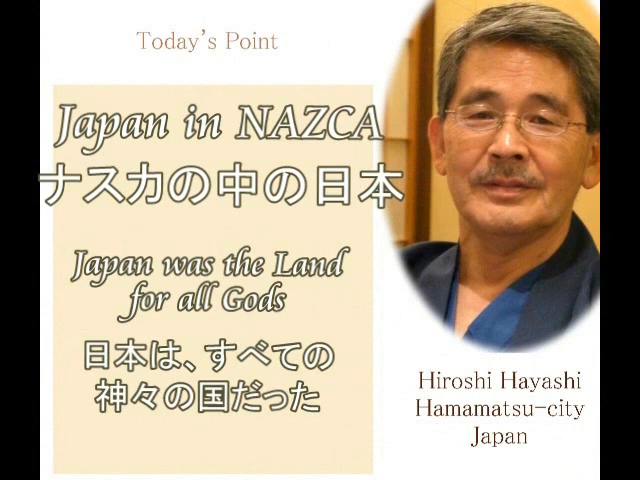 Today's Point
Japan in NAZCA
ナスカの中の日本
Japan was the Land
for all Gods
日本は、すべての
神々の国だった
Hiroshi Hayashi
Hamamatsu-city
Japan